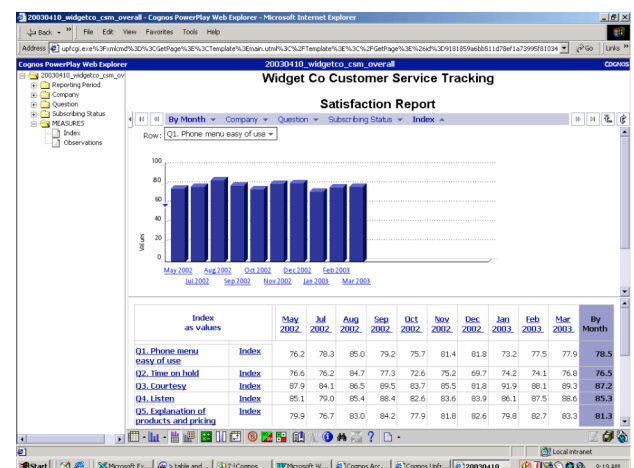 20030410_widgetco_csm_overall - Cognos PowerPlay Web Explorer - Microsoft Internet Explorer
Back File Edit View Favorites Tools Help
Address Go Links »
Cognos PowerPlay Web Explorer 20030410_widgetco_csm_overall COGNOS
20030410_widgetco_csm_ov
Reporting Period
Company
Question
Subscribing Status
MEASURES
Index
Observations
Widget Co Customer Service Tracking
Satisfaction Report
By Month Company Question Subscribing Status Index
Row: Q1. Phone menu easy of use
100
80
60
40
20
0
Values
May 2002 Aug 2002 Oct 2002 Dec 2002 Feb 2003
Jul 2002 Sep 2002 Nov 2002 Jan 2003 Mar 2003
Index as values May 2002 Jul 2002 Aug 2002 Sep 2002 Oct 2002 Nov 2002 Dec 2002 Jan 2003 Feb 2003 Mar 2003 By Month
Q1. Phone menu easy of use Index 76.2 78.3 85.0 79.2 75.7 81.4 81.8 73.2 77.5 77.9 78.5
Q2. Time on hold Index 76.6 76.2 84.7 77.3 72.6 75.2 69.7 74.2 74.1 76.8 76.5
Q3. Courtesy Index 87.9 84.1 86.5 89.5 83.7 85.5 81.8 91.9 88.1 89.3 87.2
Q4. Listen Index 85.1 79.0 85.4 88.4 82.6 83.6 83.9 86.1 87.5 88.6 85.3
Q5. Explanation of products and pricing Index 79.9 76.7 83.0 84.2 77.9 81.8 82.6 79.8 82.7 83.3 81.3
Local intranet
Start 9:19 AM